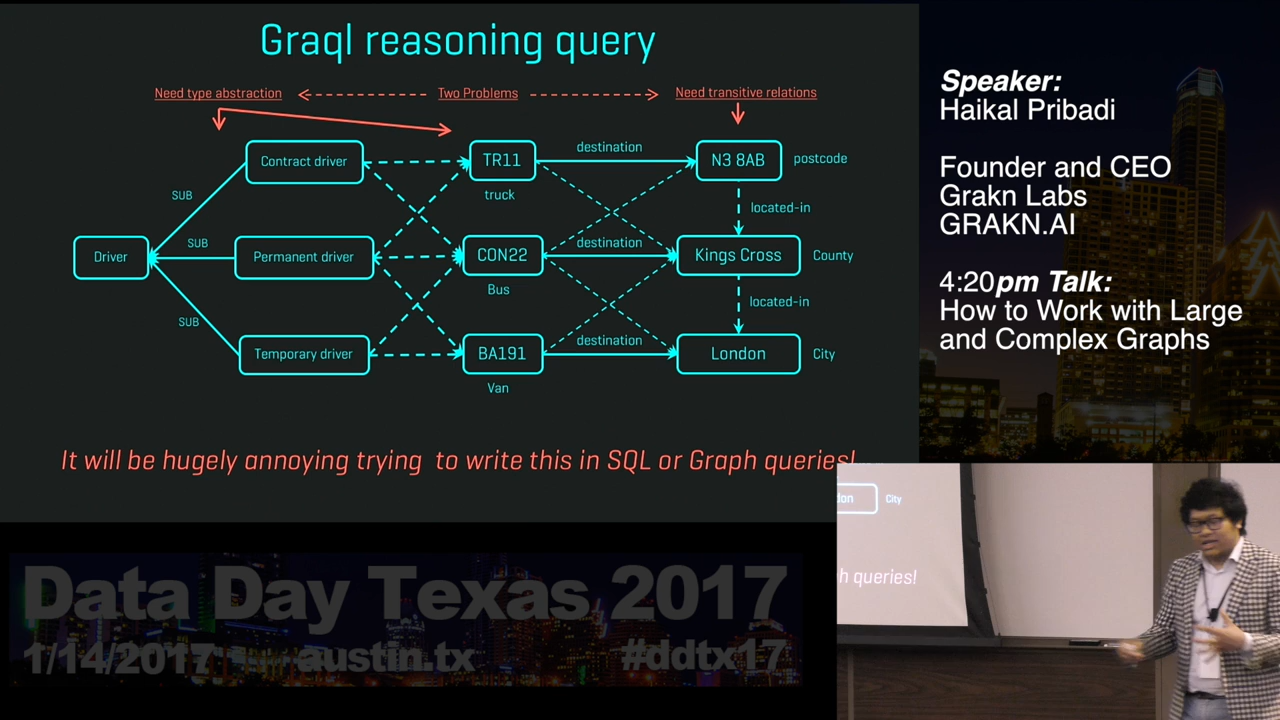 Graql reasoning query
Need type abstraction
Two Problems
Need transitive relations
Contract driver
TR11
destination
N3 8AB
postcode
truck
SUB
located-in
Driver
SUB
Permanent driver
CON22
destination
Kings Cross
County
Bus
SUB
located-in
Temporary driver
BA191
destination
London
City
Van
It will be hugely annoying trying to write this in SQL or Graph queries!
Speaker:
Haikal Pribadi
Founder and CEO
Grakn Labs
GRAKN.AI
4:20pm Talk:
How to Work with Large
and Complex Graphs
City
queries!
Data Day Texas 2017
1/14/2017 austin.tx #ddtx17